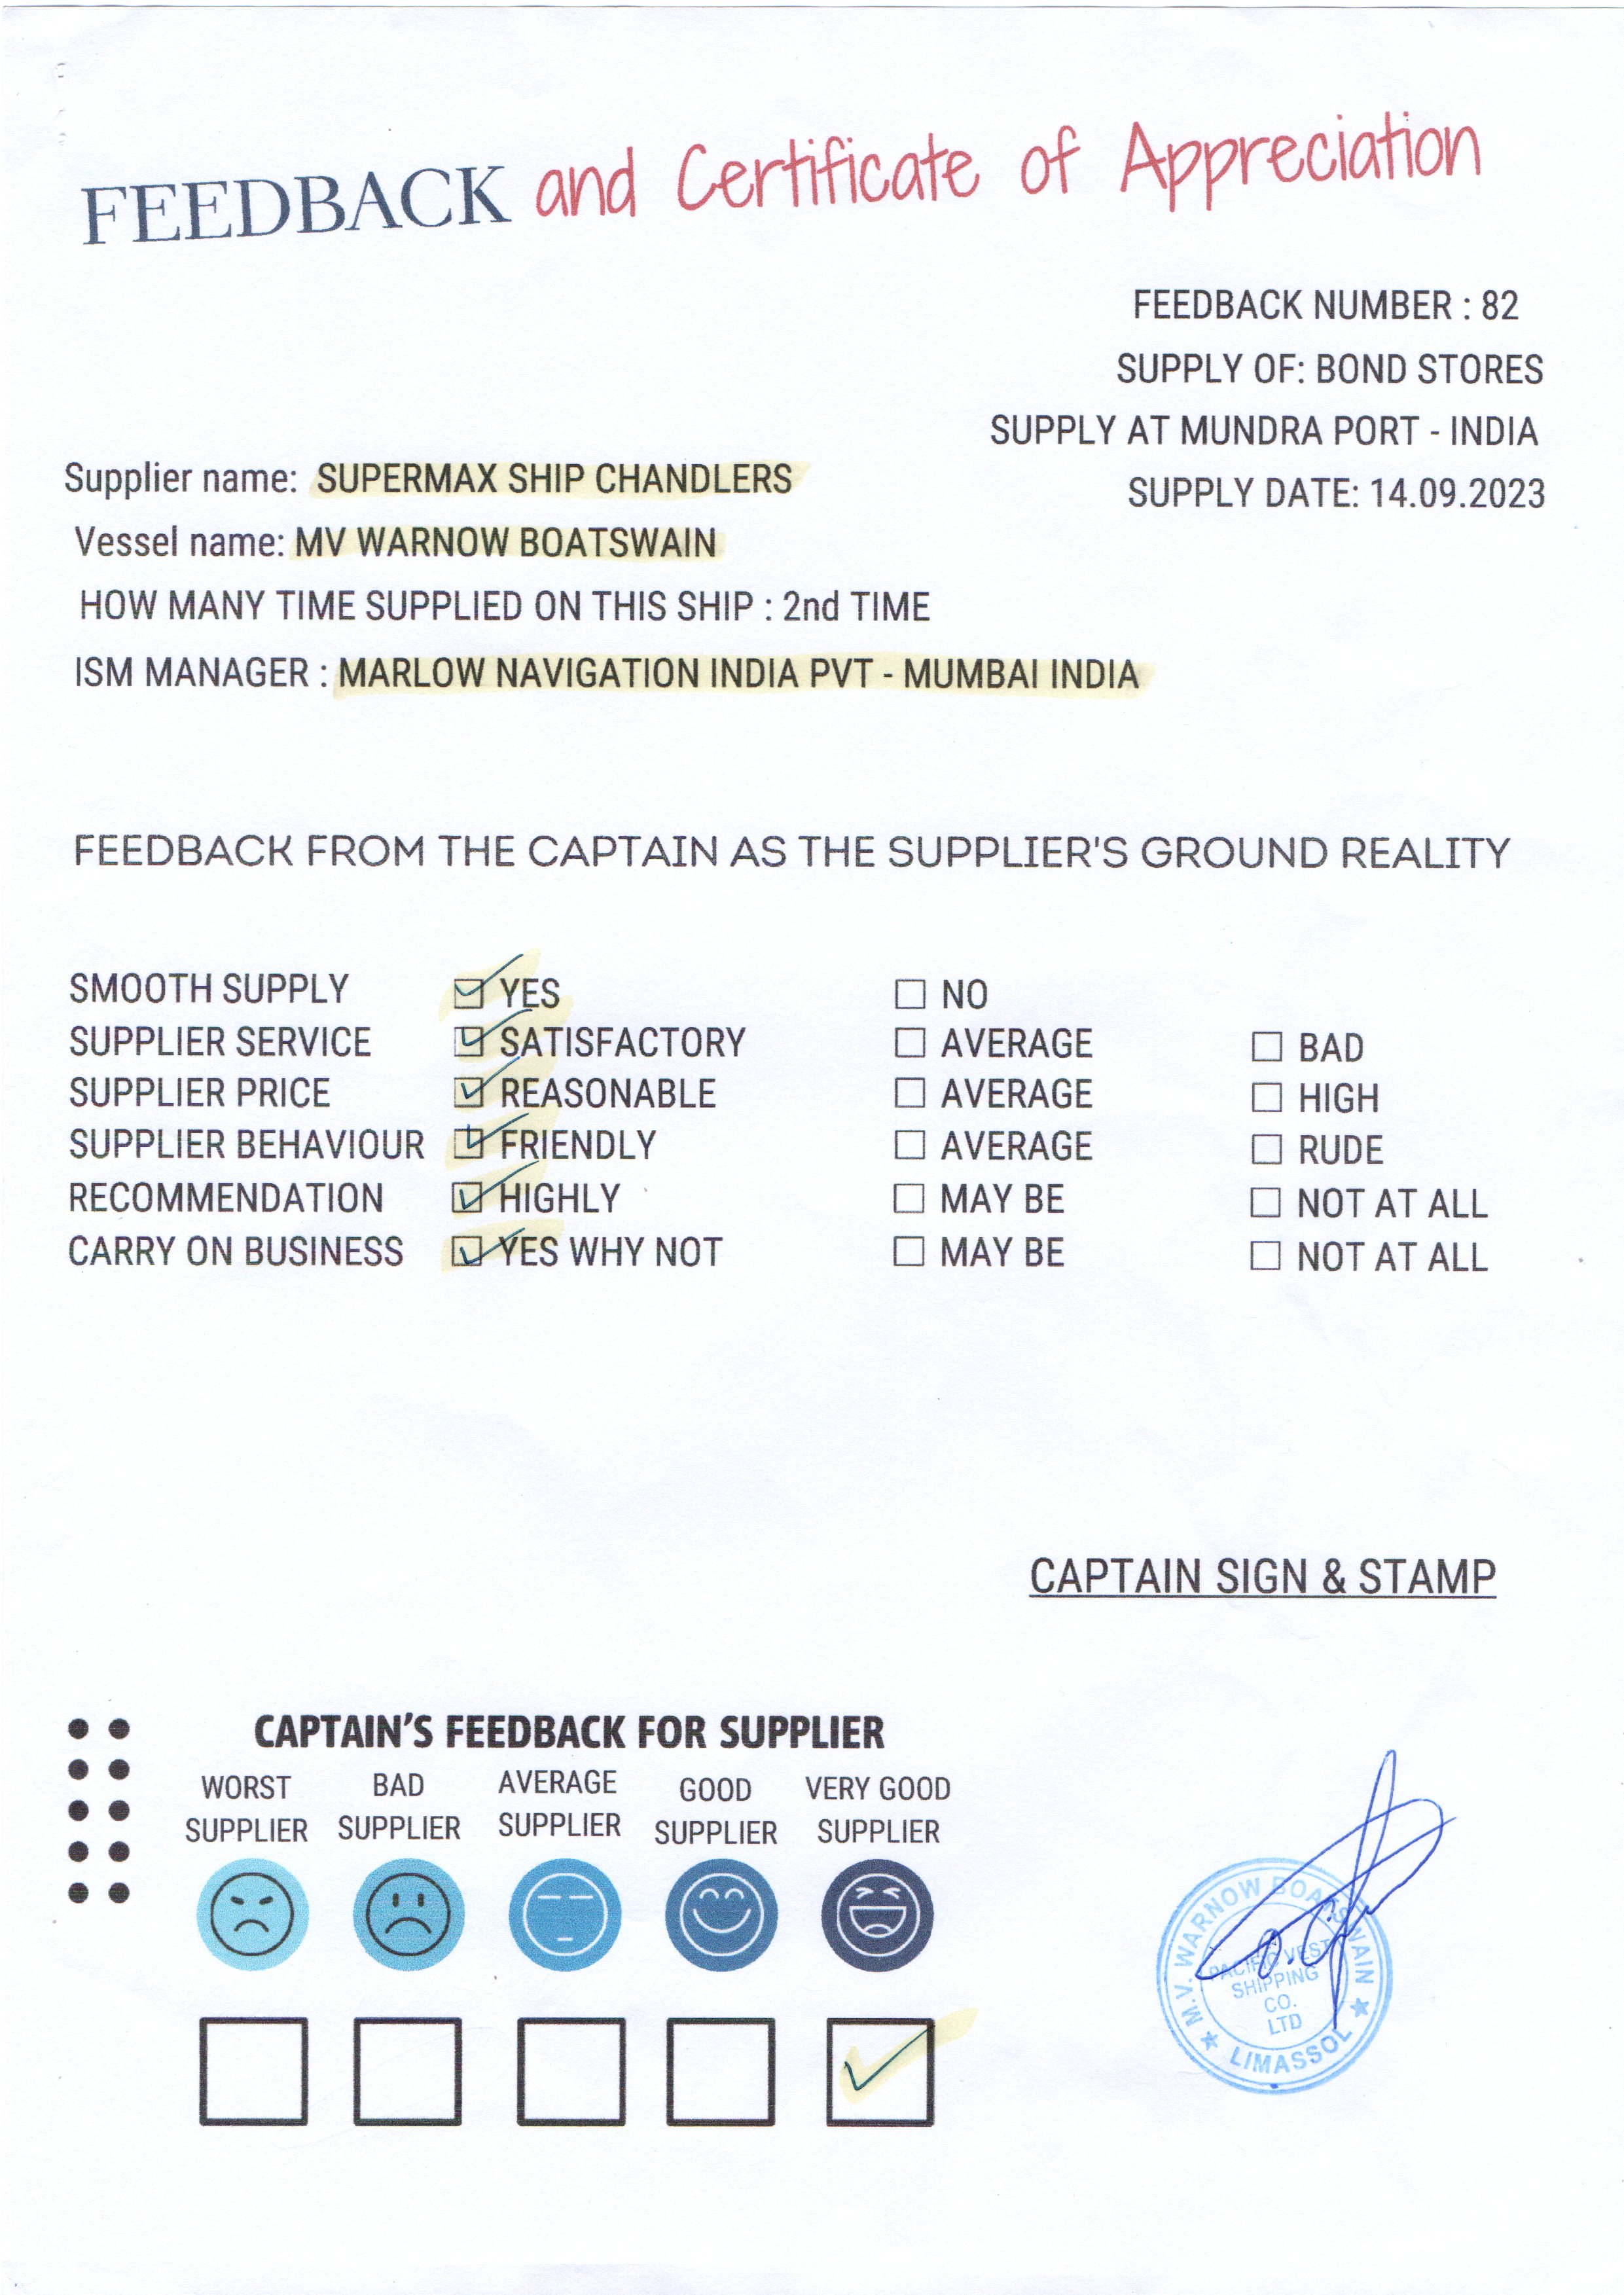 FEEDBACK and Certificate of Appreciation
FEEDBACK NUMBER : 82
SUPPLY OF: BOND STORES
SUPPLY AT MUNDRA PORT - INDIA
SUPPLY DATE: 14.09.2023
Supplier name: SUPERMAX SHIP CHANDLERS
Vessel name: MV WARNOW BOATSWAIN
HOW MANY TIME SUPPLIED ON THIS SHIP : 2nd TIME
ISM MANAGER : MARLOW NAVIGATION INDIA PVT - MUMBAI INDIA
FEEDBACK FROM THE CAPTAIN AS THE SUPPLIER'S GROUND REALITY
SMOOTH SUPPLY YES NO
SUPPLIER SERVICE SATISFACTORY AVERAGE BAD
SUPPLIER PRICE REASONABLE AVERAGE HIGH
SUPPLIER BEHAVIOUR FRIENDLY AVERAGE RUDE
RECOMMENDATION HIGHLY MAY BE NOT AT ALL
CARRY ON BUSINESS YES WHY NOT MAY BE NOT AT ALL
CAPTAIN SIGN & STAMP
CAPTAIN'S FEEDBACK FOR SUPPLIER
WORST BAD AVERAGE GOOD VERY GOOD
SUPPLIER SUPPLIER SUPPLIER SUPPLIER SUPPLIER
M.V. WARNOW BOATSWAIN
PACIFIC VEST
SHIPPING
CO.
LTD
LIMASSOL